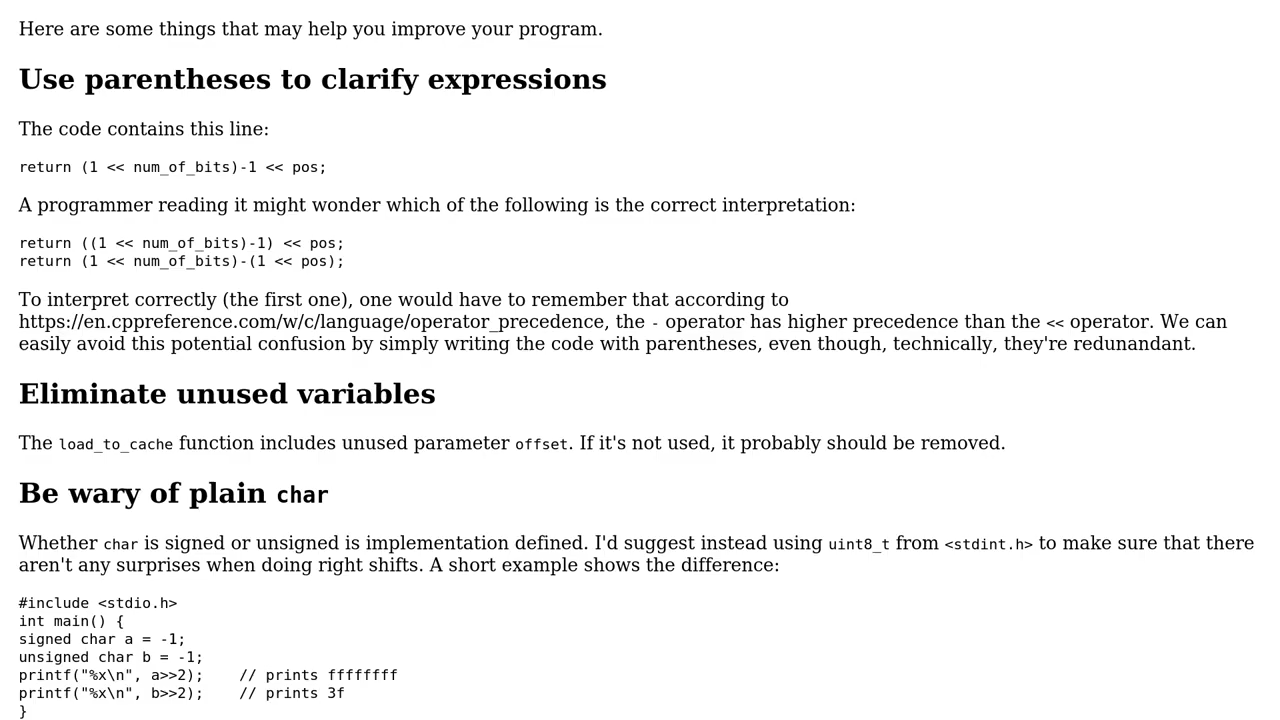 Here are some things that may help you improve your program.
Use parentheses to clarify expressions
The code contains this line:
return (1 << num_of_bits)-1 << pos;
A programmer reading it might wonder which of the following is the correct interpretation:
return ((1 << num_of_bits)-1) << pos;
return (1 << num_of_bits)-(1 << pos);
To interpret correctly (the first one), one would have to remember that according to
https://en.cppreference.com/w/c/language/operator_precedence, the - operator has higher precedence than the << operator. We can
easily avoid this potential confusion by simply writing the code with parentheses, even though, technically, they're redunandant.
Eliminate unused variables
The load_to_cache function includes unused parameter offset. If it's not used, it probably should be removed.
Be wary of plain char
Whether char is signed or unsigned is implementation defined. I'd suggest instead using uint8_t from <stdint.h> to make sure that there
aren't any surprises when doing right shifts. A short example shows the difference:
#include <stdio.h>
int main() {
signed char a = -1;
unsigned char b = -1;
printf("%x\n", a>>2);    // prints ffffffff
printf("%x\n", b>>2);    // prints 3f
}